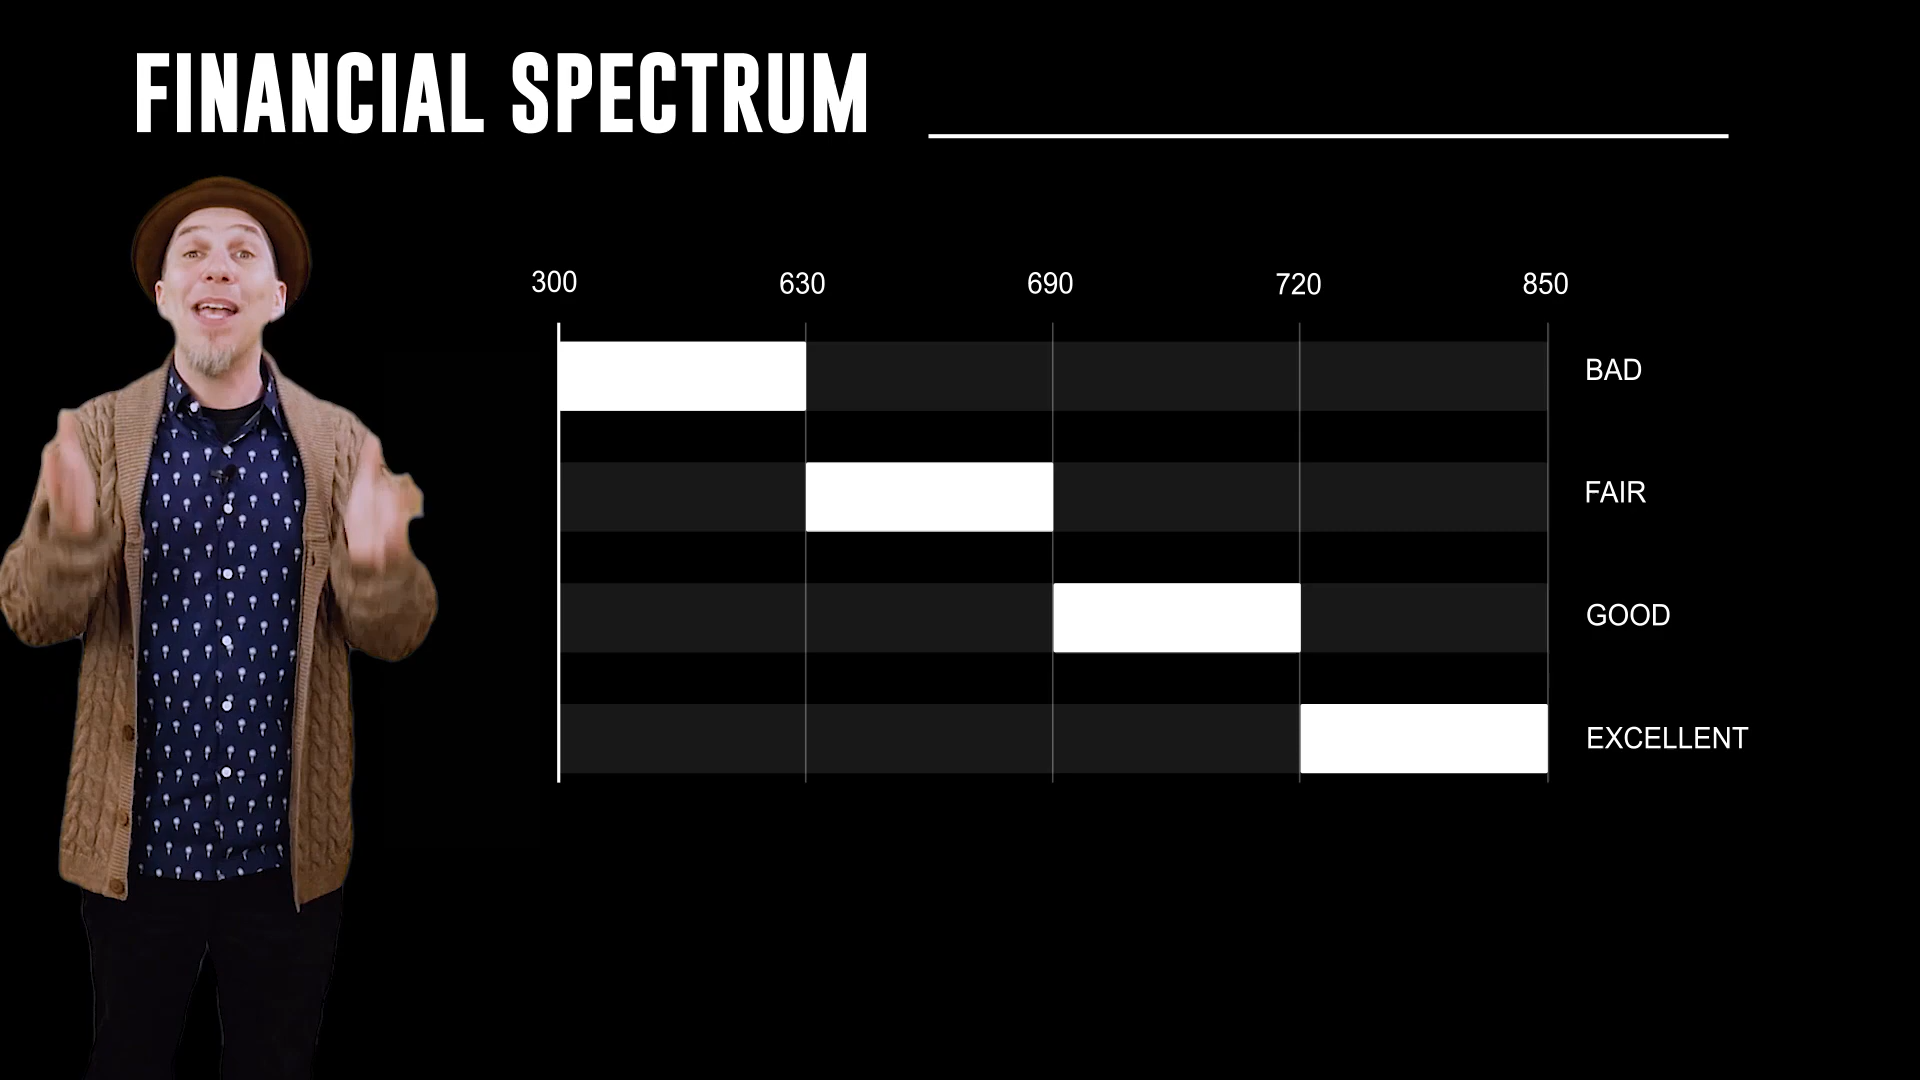 FINANCIAL SPECTRUM
300 630 690 720 850
BAD
FAIR
GOOD
EXCELLENT